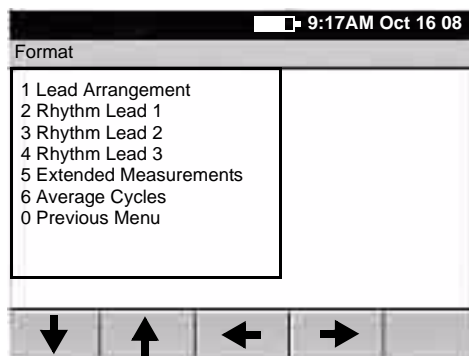 9:17AM Oct 16 08
Format
1 Lead Arrangement
2 Rhythm Lead 1
3 Rhythm Lead 2
4 Rhythm Lead 3
5 Extended Measurements
6 Average Cycles
0 Previous Menu